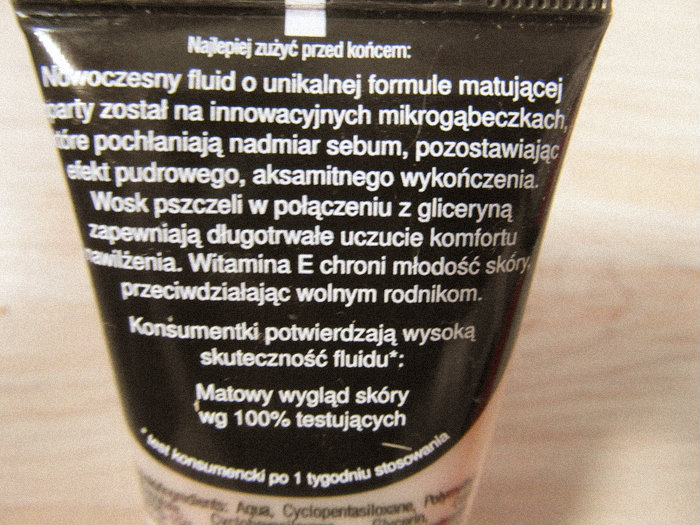 Najlepiej zużyć przed końcem:
Nowoczesny fluid o unikalnej formule matującej
oparty został na innowacyjnych mikrogąbeczkach,
które pochłaniają nadmiar sebum, pozostawiając
efekt pudrowego, aksamitnego wykończenia.
Wosk pszczeli w połączeniu z gliceryną
zapewniają długotrwałe uczucie komfortu
nawilżenia. Witamina E chroni młodość skóry,
przeciwdziałając wolnym rodnikom.
Konsumentki potwierdzają wysoką
skuteczność fluidu*:
Matowy wygląd skóry
wg 100% testujących
* test konsumencki po 1 tygodniu stosowania
Aqua, Cyclopentasiloxane,
Glycerin,